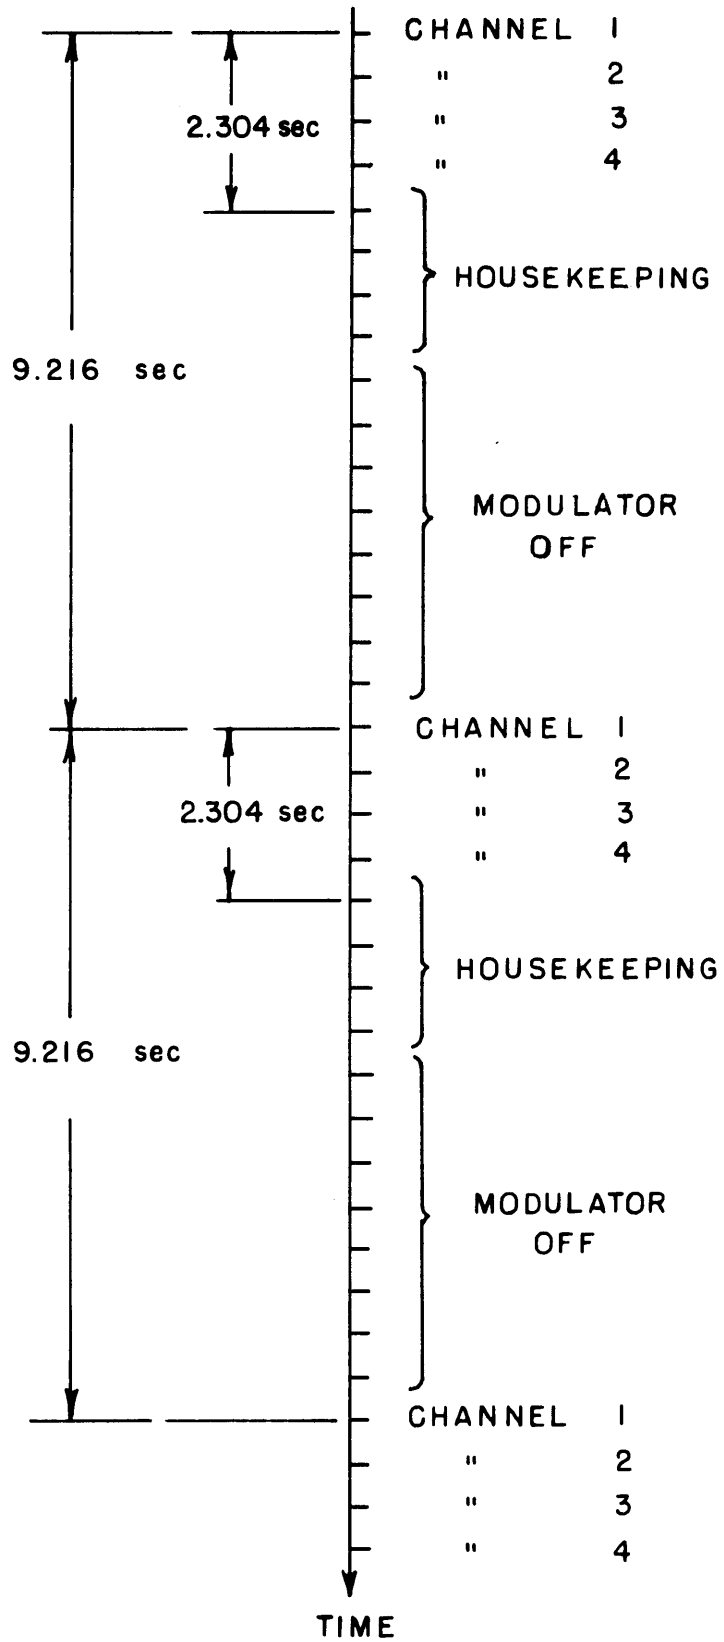 CHANNEL 1
" 2
2.304 sec
" 3
" 4
HOUSEKEEPING
9.216 sec
MODULATOR
OFF
CHANNEL 1
" 2
2.304 sec
" 3
" 4
HOUSEKEEPING
9.216 sec
MODULATOR
OFF
CHANNEL 1
" 2
" 3
" 4
TIME